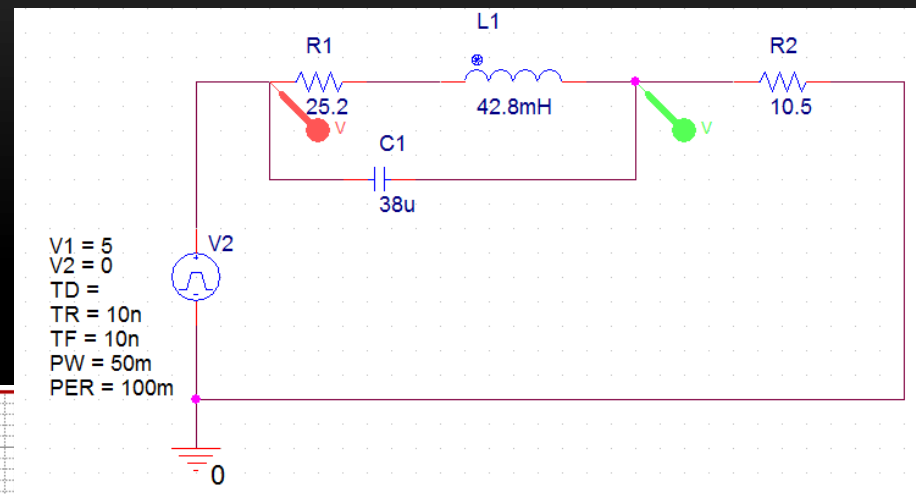 L1
R1
R2
25.2
42.8mH
10.5
V
V
C1
38u
V1 = 5
V2
V2 = 0
TD =
TR = 10n
TF = 10n
PW = 50m
PER = 100m
0